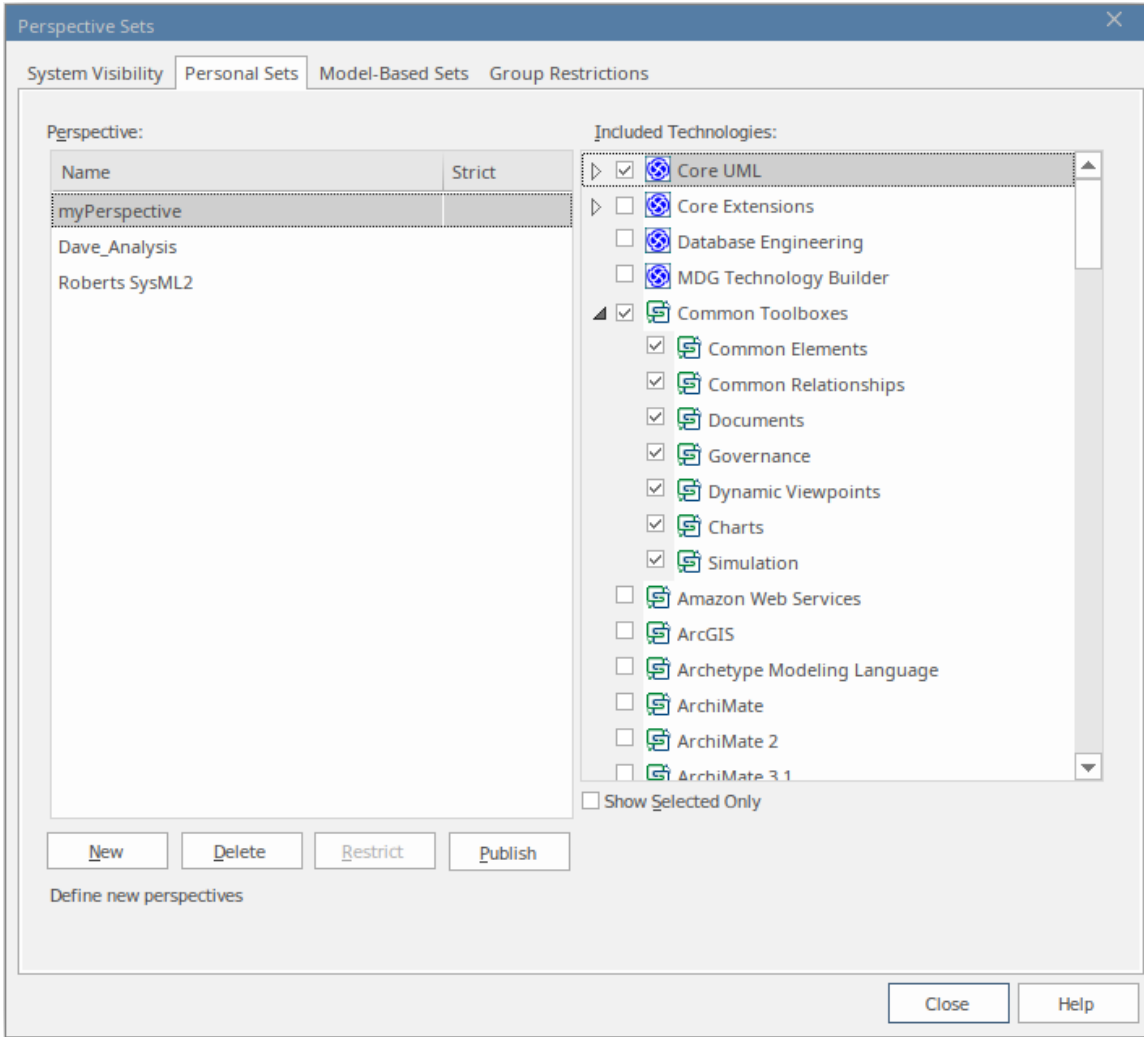 Perspective Sets
System Visibility Personal Sets Model-Based Sets Group Restrictions
Perspective:
Name Strict
myPerspective
Dave_Analysis
Roberts SysML2
New Delete Restrict Publish
Define new perspectives
Included Technologies:
Core UML
Core Extensions
Database Engineering
MDG Technology Builder
Common Toolboxes
Common Elements
Common Relationships
Documents
Governance
Dynamic Viewpoints
Charts
Simulation
Amazon Web Services
ArcGIS
Archetype Modeling Language
ArchiMate
ArchiMate 2
ArchiMate 3.1
Show Selected Only
Close Help